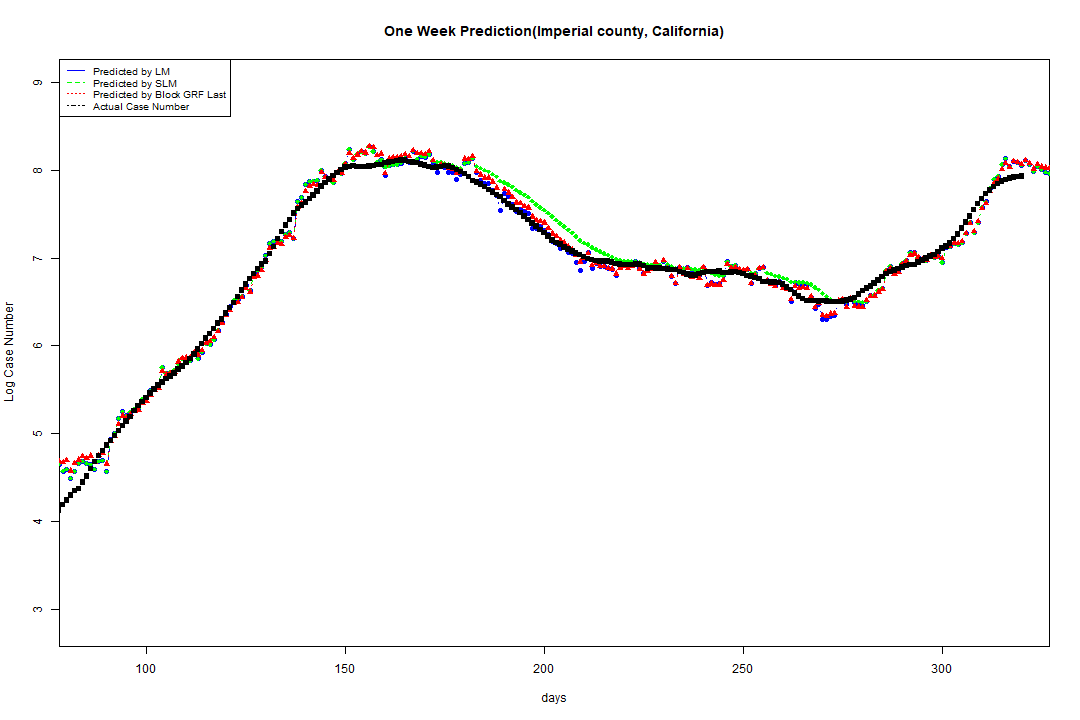 One Week Prediction(Imperial county, California)
Predicted by LM
Predicted by SLM
Predicted by Block GRF Last
Actual Case Number
9
8
7
6
5
4
3
Log Case Number
100 150 200 250 300
days